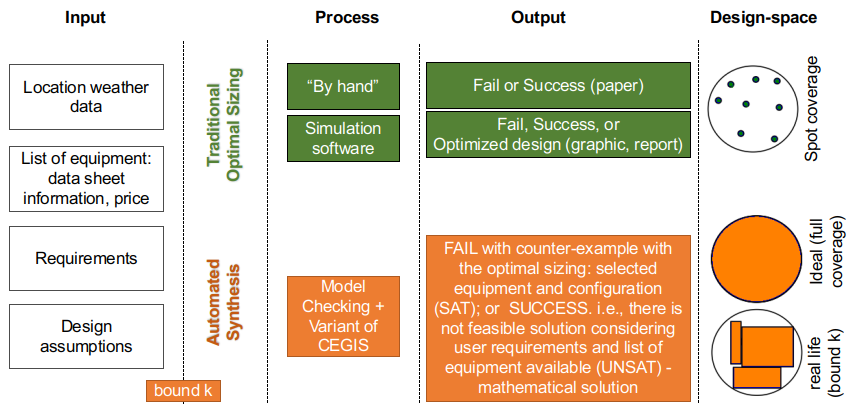 Input
Process
Output
Design-space
Location weather
data
List of equipment:
data sheet
information, price
Requirements
Design
assumptions
bound k
Traditional
Optimal Sizing
Automated
Synthesis
“By hand”
Simulation
software
Model
Checking +
Variant of
CEGIS
Fail or Success (paper)
Fail, Success, or
Optimized design (graphic, report)
FAIL with counter-example with
the optimal sizing: selected
equipment and configuration
(SAT); or SUCCESS. i.e., there is
not feasible solution considering
user requirements and list of
equipment available (UNSAT) -
mathematical solution
Spot coverage
Ideal (full
coverage)
real life
(bound k)